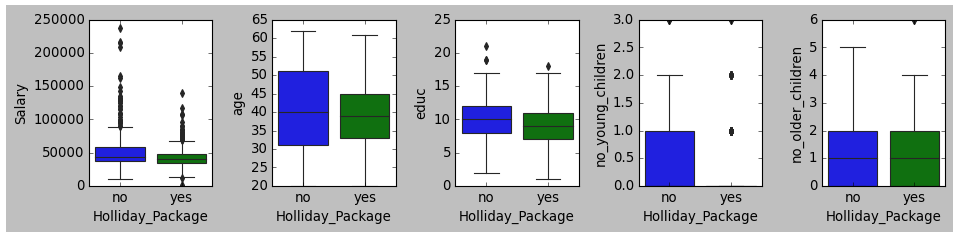 250000
200000
150000
100000
50000
0
Salary
no yes
Holliday_Package
65
60
55
50
45
40
35
30
25
20
age
no yes
Holliday_Package
25
20
15
10
5
0
educ
no yes
Holliday_Package
3.0
2.5
2.0
1.5
1.0
0.5
0.0
no_young_children
no yes
Holliday_Package
6
5
4
3
2
1
0
no_older_children
no yes
Holliday_Package